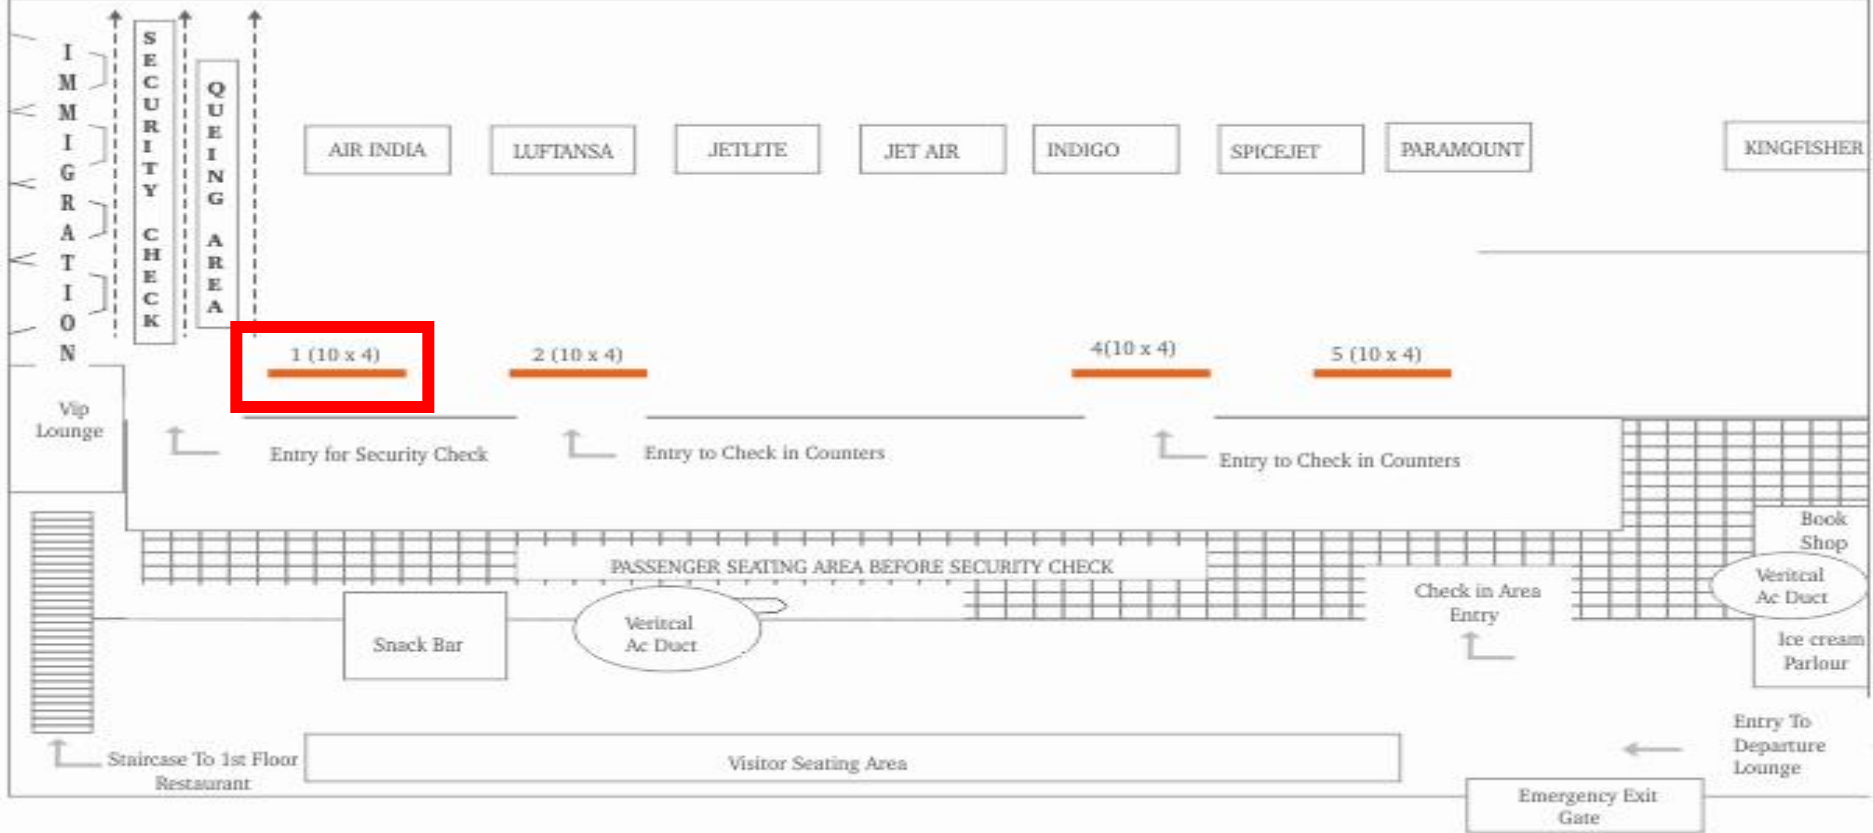 IMMIGRATION
SECURITY CHECK
QUEING AREA
AIR INDIA
LUFTANSA
JETLITE
JET AIR
INDIGO
SPICEJET
PARAMOUNT
KINGFISHER
1 (10 x 4)
2 (10 x 4)
4(10 x 4)
5 (10 x 4)
Vip
Lounge
Entry for Security Check
Entry to Check in Counters
Entry to Check in Counters
Book
Shop
PASSENGER SEATING AREA BEFORE SECURITY CHECK
Veritcal
Ac Duct
Check in Area
Entry
Snack Bar
Veritcal
Ac Duct
Ice cream
Parlour
Entry To
Departure
Lounge
Staircase To 1st Floor
Restaurant
Visitor Seating Area
Emergency Exit
Gate